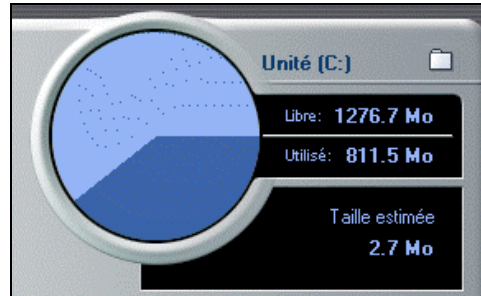 Unité (C:)
Libre: 1276.7 Mo
Utilisé: 811.5 Mo
Taille estimée
2.7 Mo